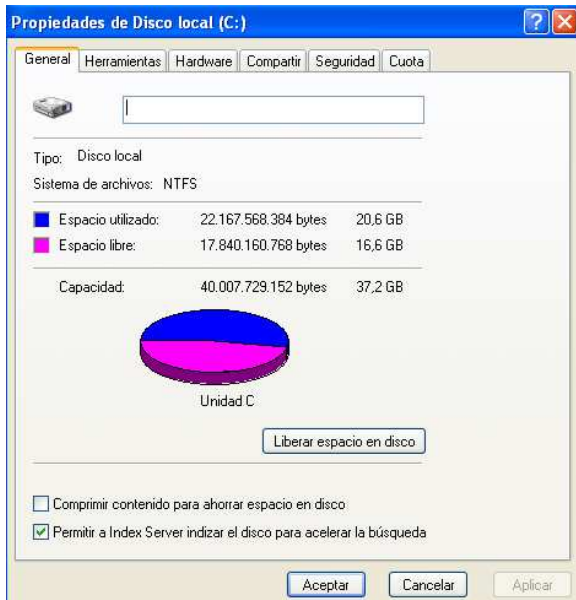 Propiedades de Disco local (C:)
General Herramientas Hardware Compartir Seguridad Cuota
Tipo: Disco local
Sistema de archivos: NTFS
Espacio utilizado: 22.167.568.384 bytes 20,6 GB
Espacio libre: 17.840.160.768 bytes 16,6 GB
Capacidad: 40.007.729.152 bytes 37,2 GB
Unidad C
Liberar espacio en disco
Comprimir contenido para ahorrar espacio en disco
Permitir a Index Server indizar el disco para acelerar la búsqueda
Aceptar Cancelar Aplicar